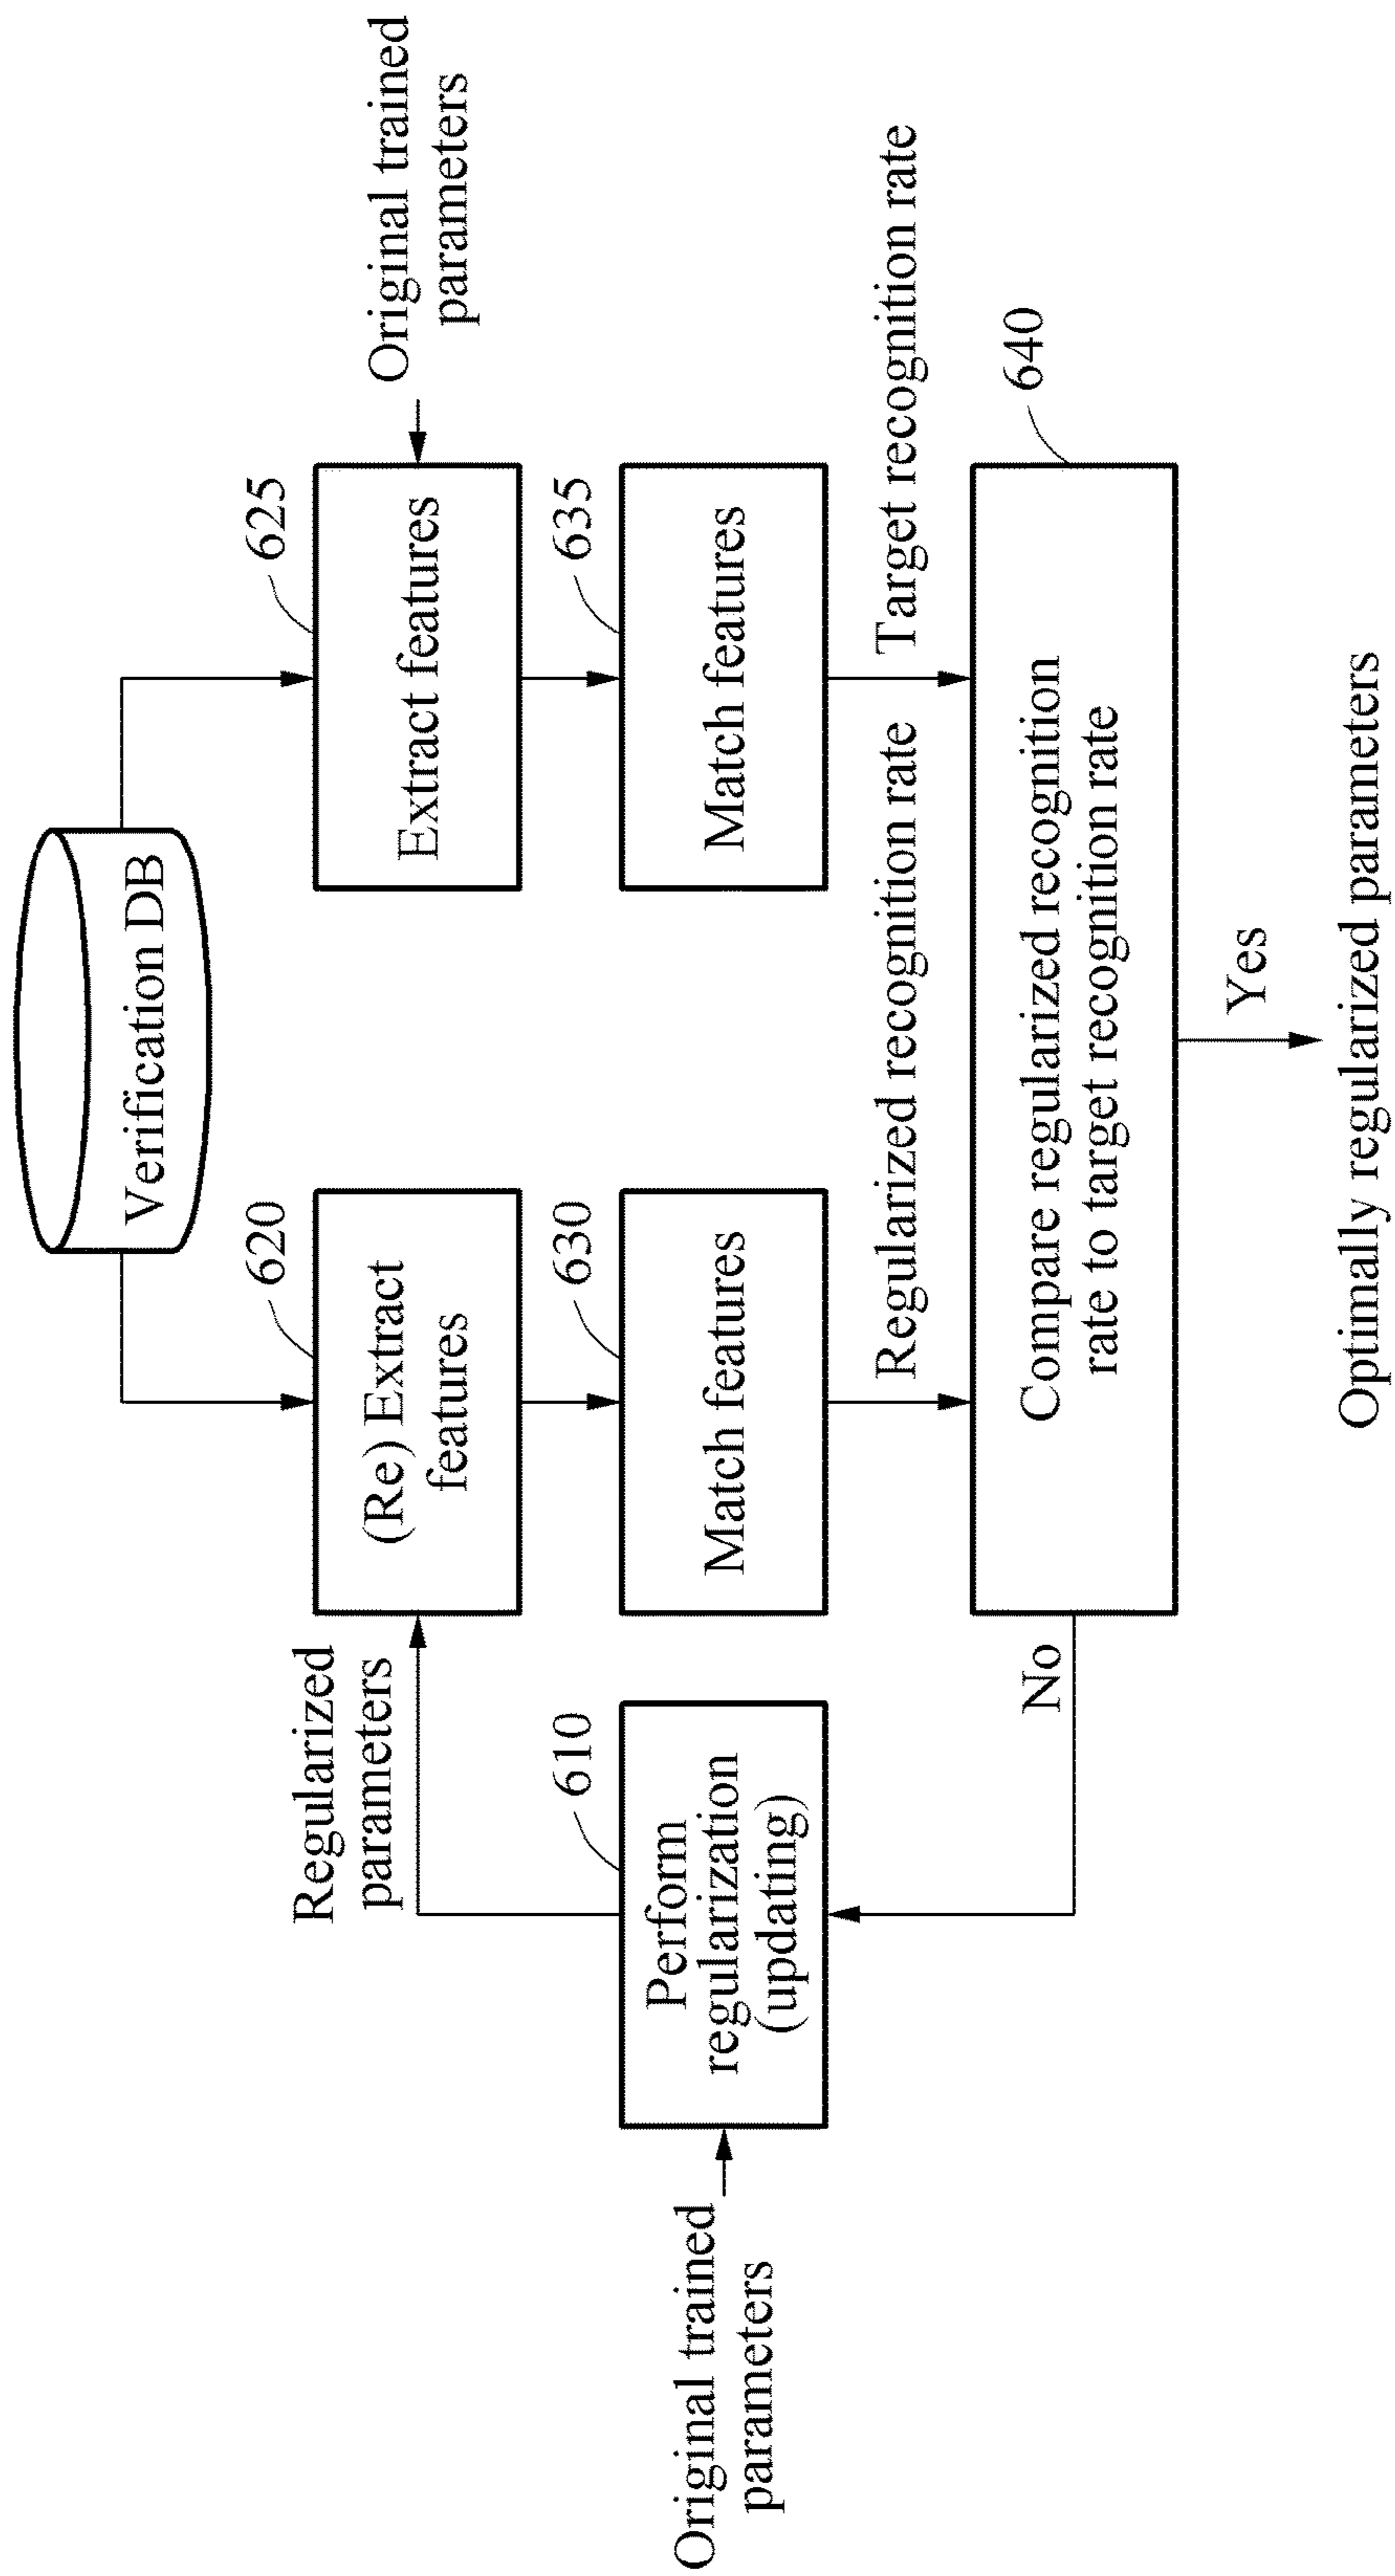 Verification DB
Regularized
parameters
620
(Re) Extract
features
625
Extract features
Original trained
parameters
Original trained
parameters
610
Perform
regularization
(updating)
630
Match features
635
Match features
Regularized recognition rate
Target recognition rate
No
640
Compare regularized recognition
rate to target recognition rate
Yes
Optimally regularized parameters